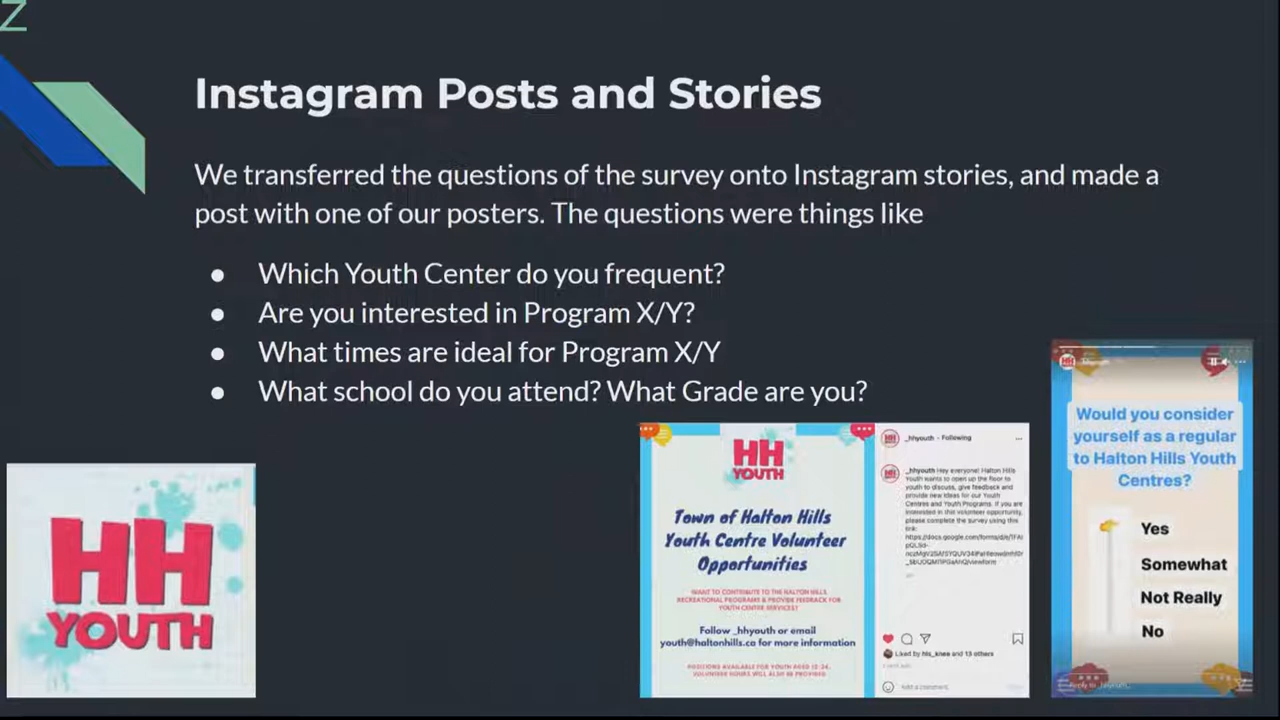 Z
Instagram Posts and Stories
We transferred the questions of the survey onto Instagram stories, and made a
post with one of our posters. The questions were things like
● Which Youth Center do you frequent?
● Are you interested in Program X/Y?
● What times are ideal for Program X/Y
● What school do you attend? What Grade are you?
HH
YOUTH
HH
YOUTH
Town of Halton Hills
Youth Centre Volunteer
Opportunities
WANT TO CONTRIBUTE TO THE HALTON HILLS
RECREATIONAL PROGRAMS & PROVIDE FEEDBACK FOR
YOUTH CENTER SERVICES?
Follow _hhyouth or email
youth@haltonhills.ca for more information
POSITIONS AVAILABLE FOR YOUTH AGED 12-24.
VOLUNTEER HOURS WILL ALSO BE PROVIDED
_hhyouth • Following
_hhyouth Hey everyone! Halton Hills
Youth wants to open up the floor to
youth to discuss, give feedback and
provide new ideas for our Youth
Centres and Youth Programs. If you are
interested in this volunteer opportunity,
please complete the survey using this
link:
Liked by his_knee and 13 others
Add a comment...
Would you consider
yourself as a regular
to Halton Hills Youth
Centres?
Yes
Somewhat
Not Really
No